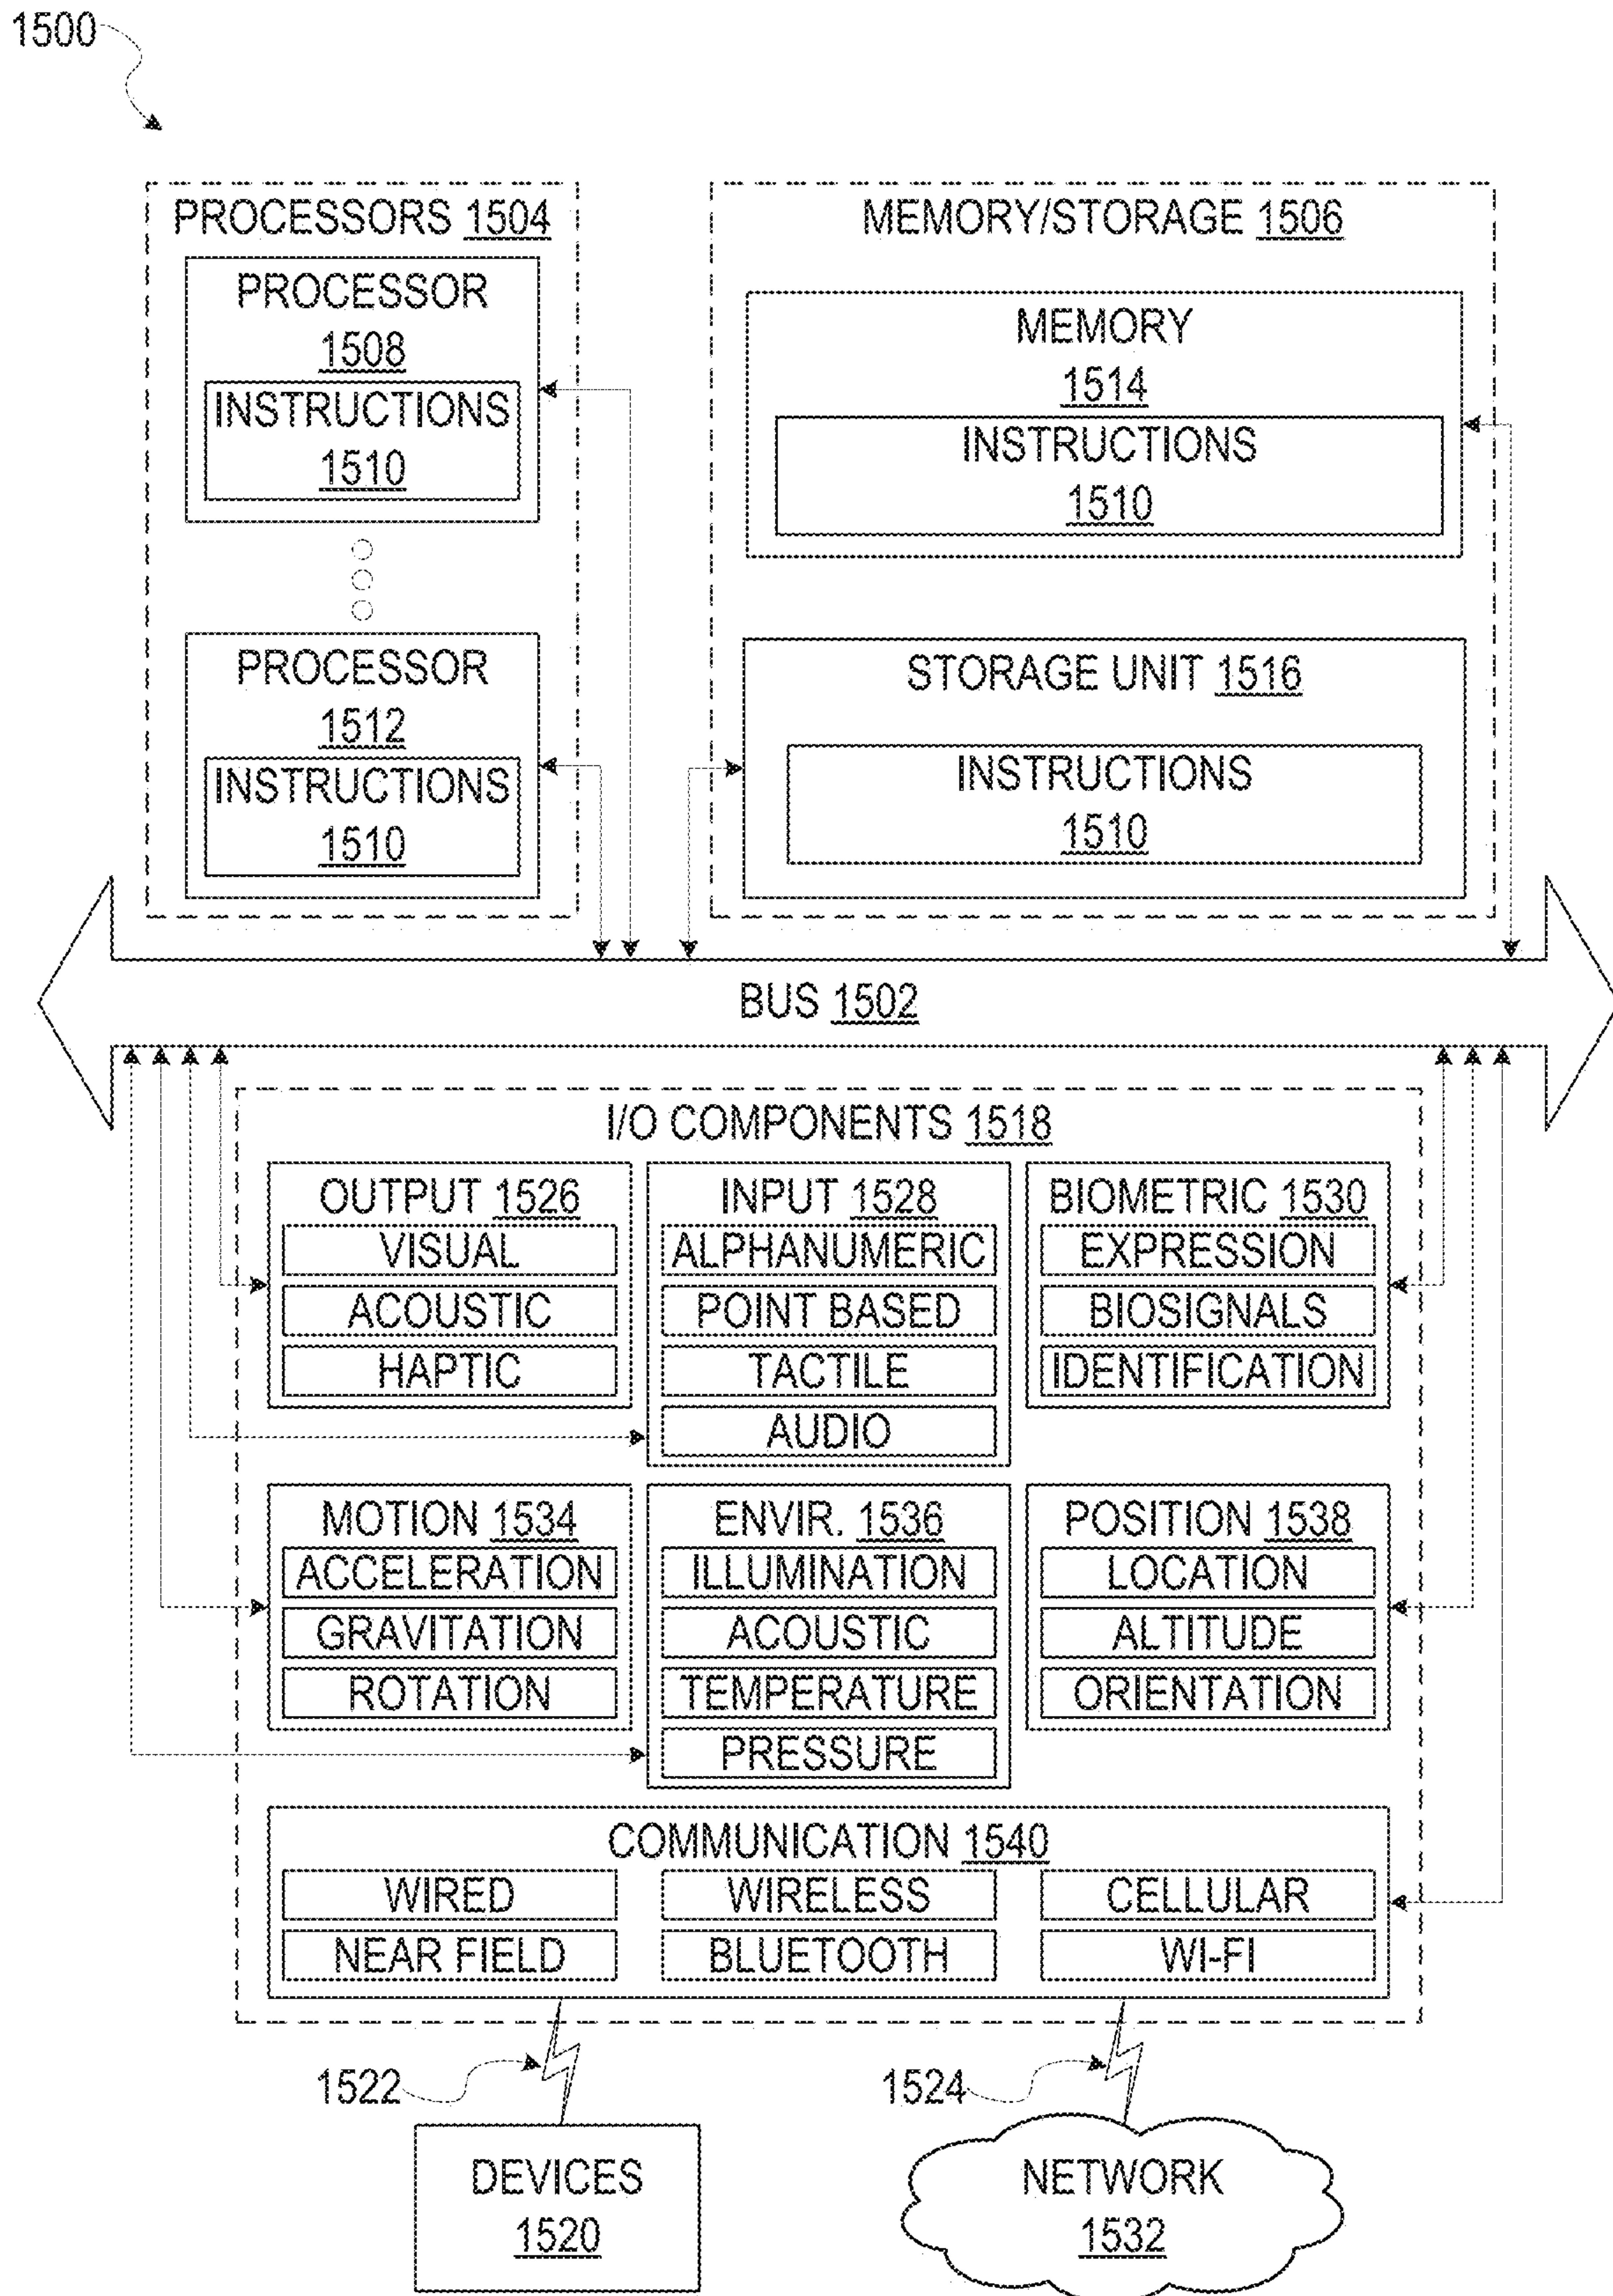 1500
PROCESSORS 1504
PROCESSOR
1508
INSTRUCTIONS
1510
PROCESSOR
1512
INSTRUCTIONS
1510
MEMORY/STORAGE 1506
MEMORY
1514
INSTRUCTIONS
1510
STORAGE UNIT 1516
INSTRUCTIONS
1510
BUS 1502
I/O COMPONENTS 1518
OUTPUT 1526
VISUAL
ACOUSTIC
HAPTIC
INPUT 1528
ALPHANUMERIC
POINT BASED
TACTILE
AUDIO
BIOMETRIC 1530
EXPRESSION
BIOSIGNALS
IDENTIFICATION
MOTION 1534
ACCELERATION
GRAVITATION
ROTATION
ENVIR. 1536
ILLUMINATION
ACOUSTIC
TEMPERATURE
PRESSURE
POSITION 1538
LOCATION
ALTITUDE
ORIENTATION
COMMUNICATION 1540
WIRED
WIRELESS
CELLULAR
NEAR FIELD
BLUETOOTH
WI-FI
1522
1524
DEVICES
1520
NETWORK
1532